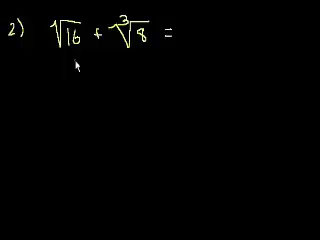 2) √16 + ∛8 =